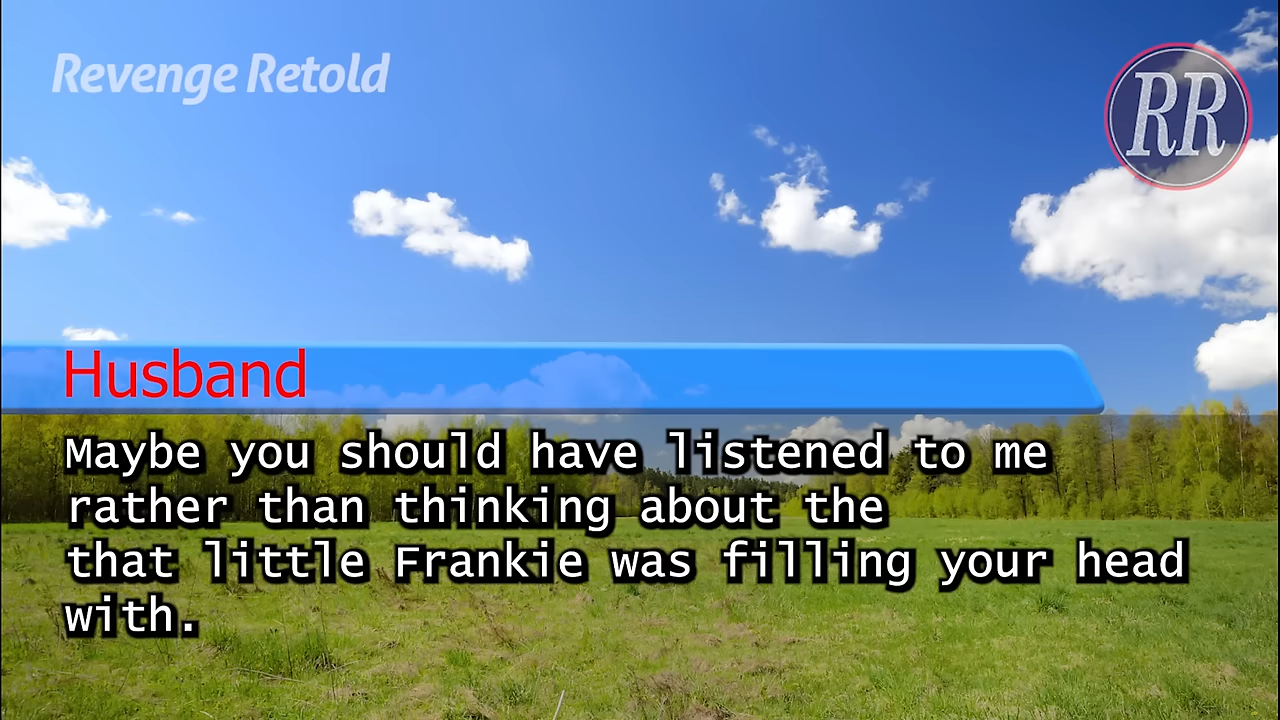 Revenge Retold
RR
Husband
Maybe you should have listened to me
rather than thinking about the
that little Frankie was filling your head
with.